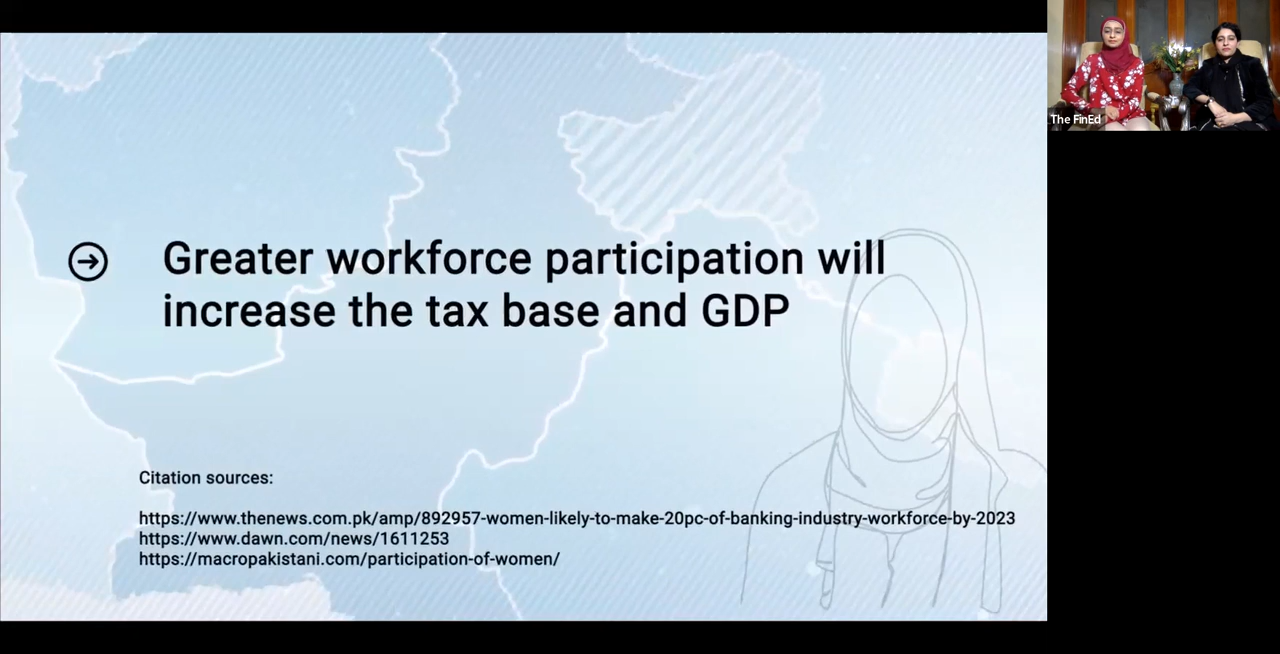 Greater workforce participation will
increase the tax base and GDP
Citation sources:
https://www.thenews.com.pk/amp/892957-women-likely-to-make-20pc-of-banking-industry-workforce-by-2023
https://www.dawn.com/news/1611253
https://macropakistani.com/participation-of-women/
The FinEd